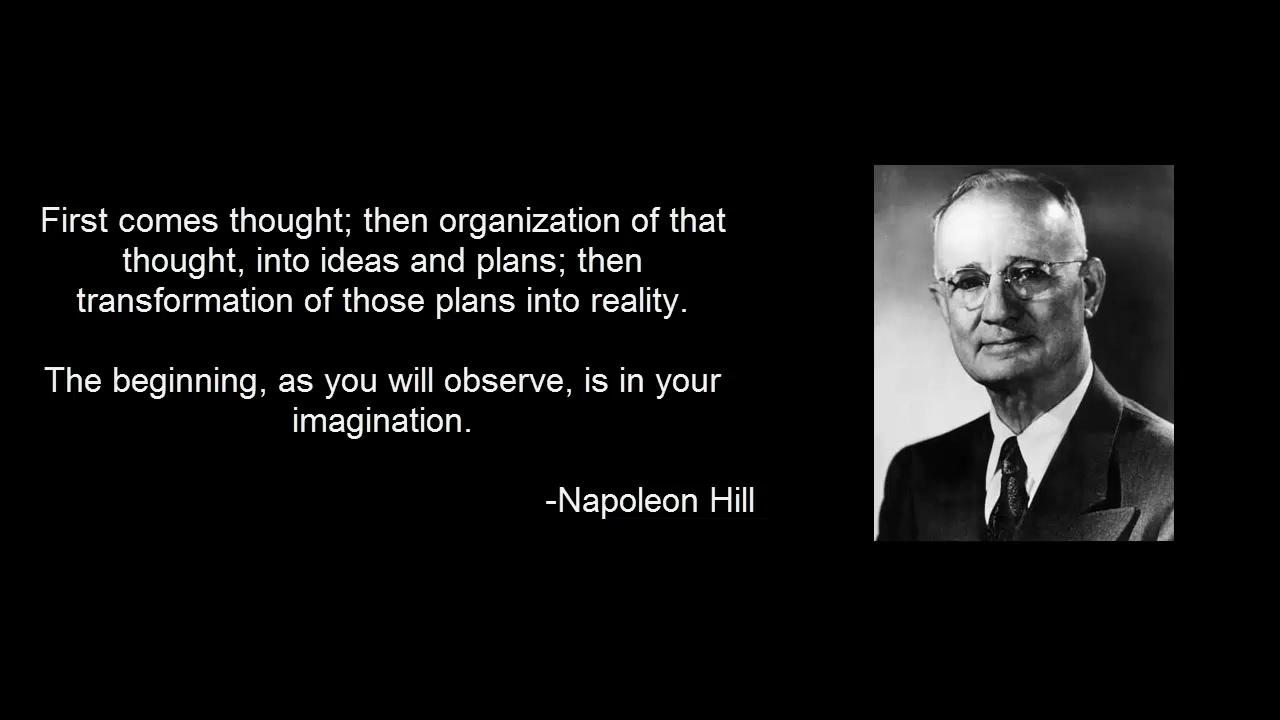 First comes thought; then organization of that
thought, into ideas and plans; then
transformation of those plans into reality.
The beginning, as you will observe, is in your
imagination.
-Napoleon Hill